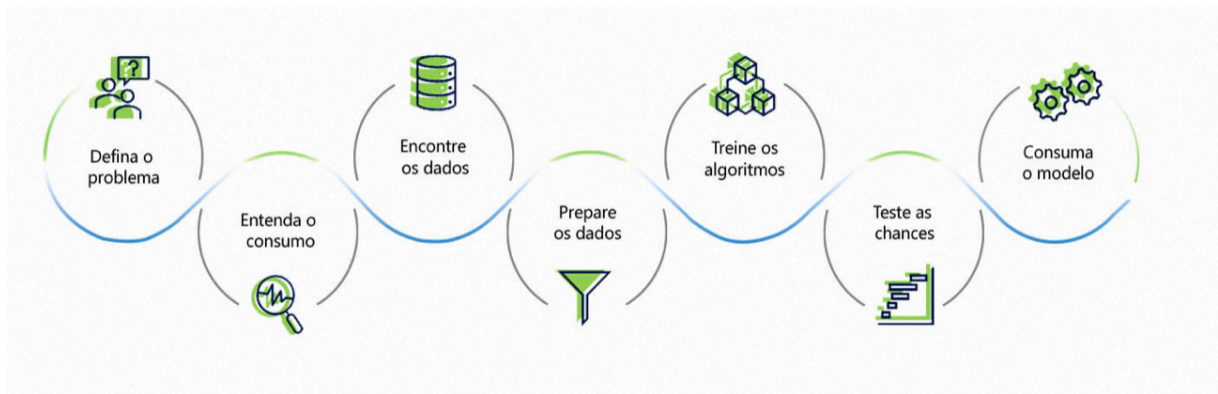 ?
Defina o
problema
Entenda o
consumo
Encontre
os dados
Prepare
os dados
Treine os
algoritmos
Teste as
chances
Consuma
o modelo